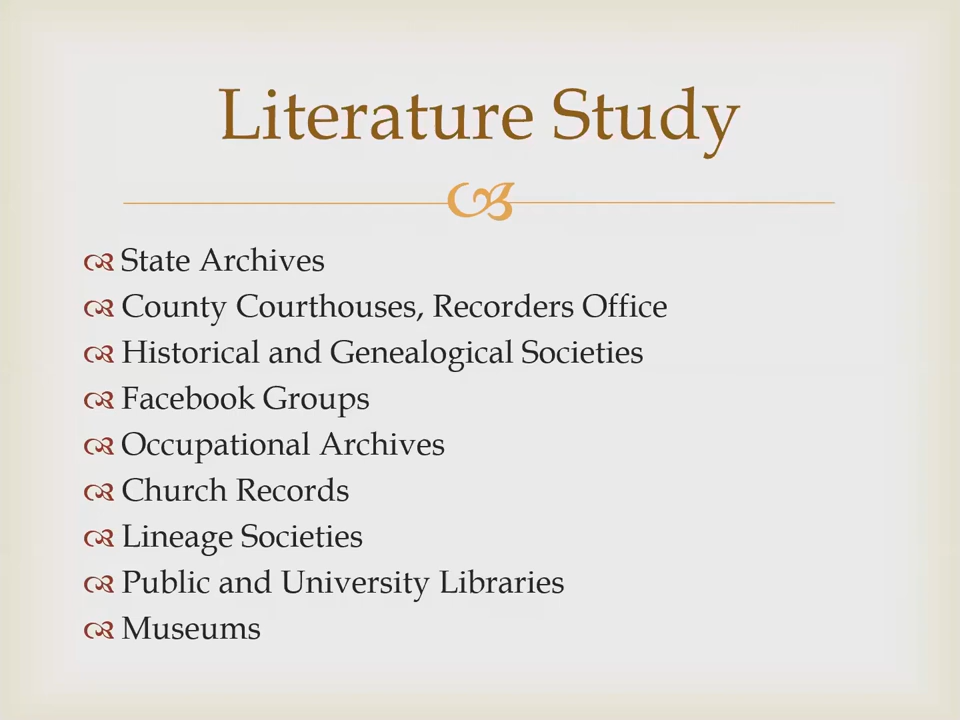 Literature Study
State Archives
County Courthouses, Recorders Office
Historical and Genealogical Societies
Facebook Groups
Occupational Archives
Church Records
Lineage Societies
Public and University Libraries
Museums